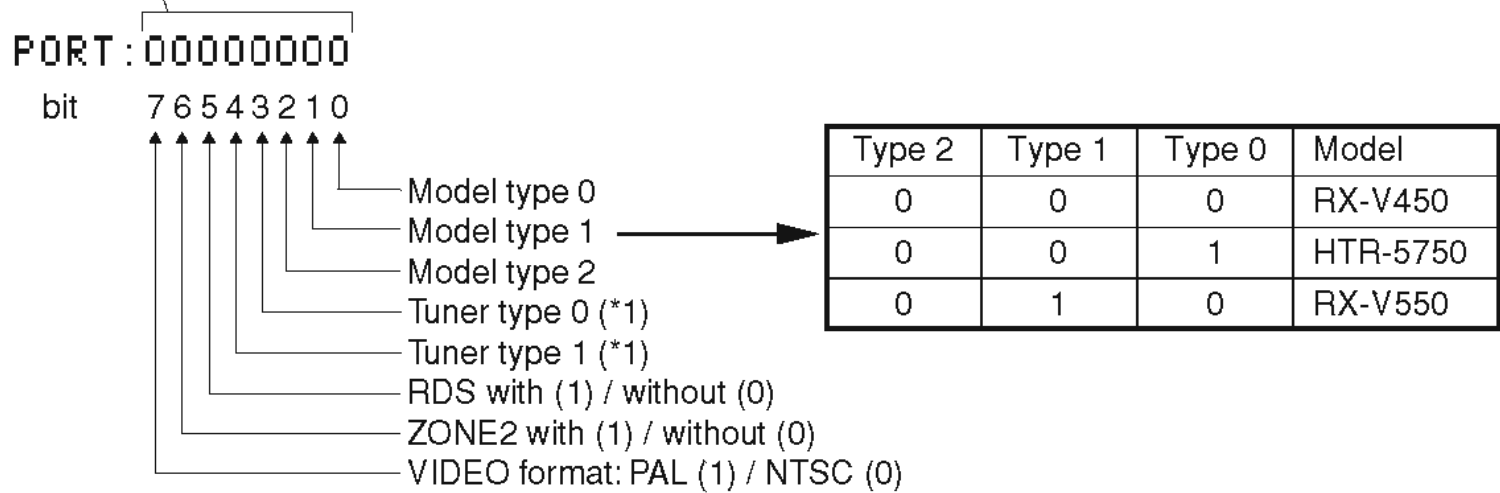 PORT:00000000
bit 7 6 5 4 3 2 1 0
Type 2 Type 1 Type 0 Model
0 0 0 RX-V450
0 0 1 HTR-5750
0 1 0 RX-V550
Model type 0
Model type 1
Model type 2
Tuner type 0 (*1)
Tuner type 1 (*1)
RDS with (1) / without (0)
ZONE2 with (1) / without (0)
VIDEO format: PAL (1) / NTSC (0)